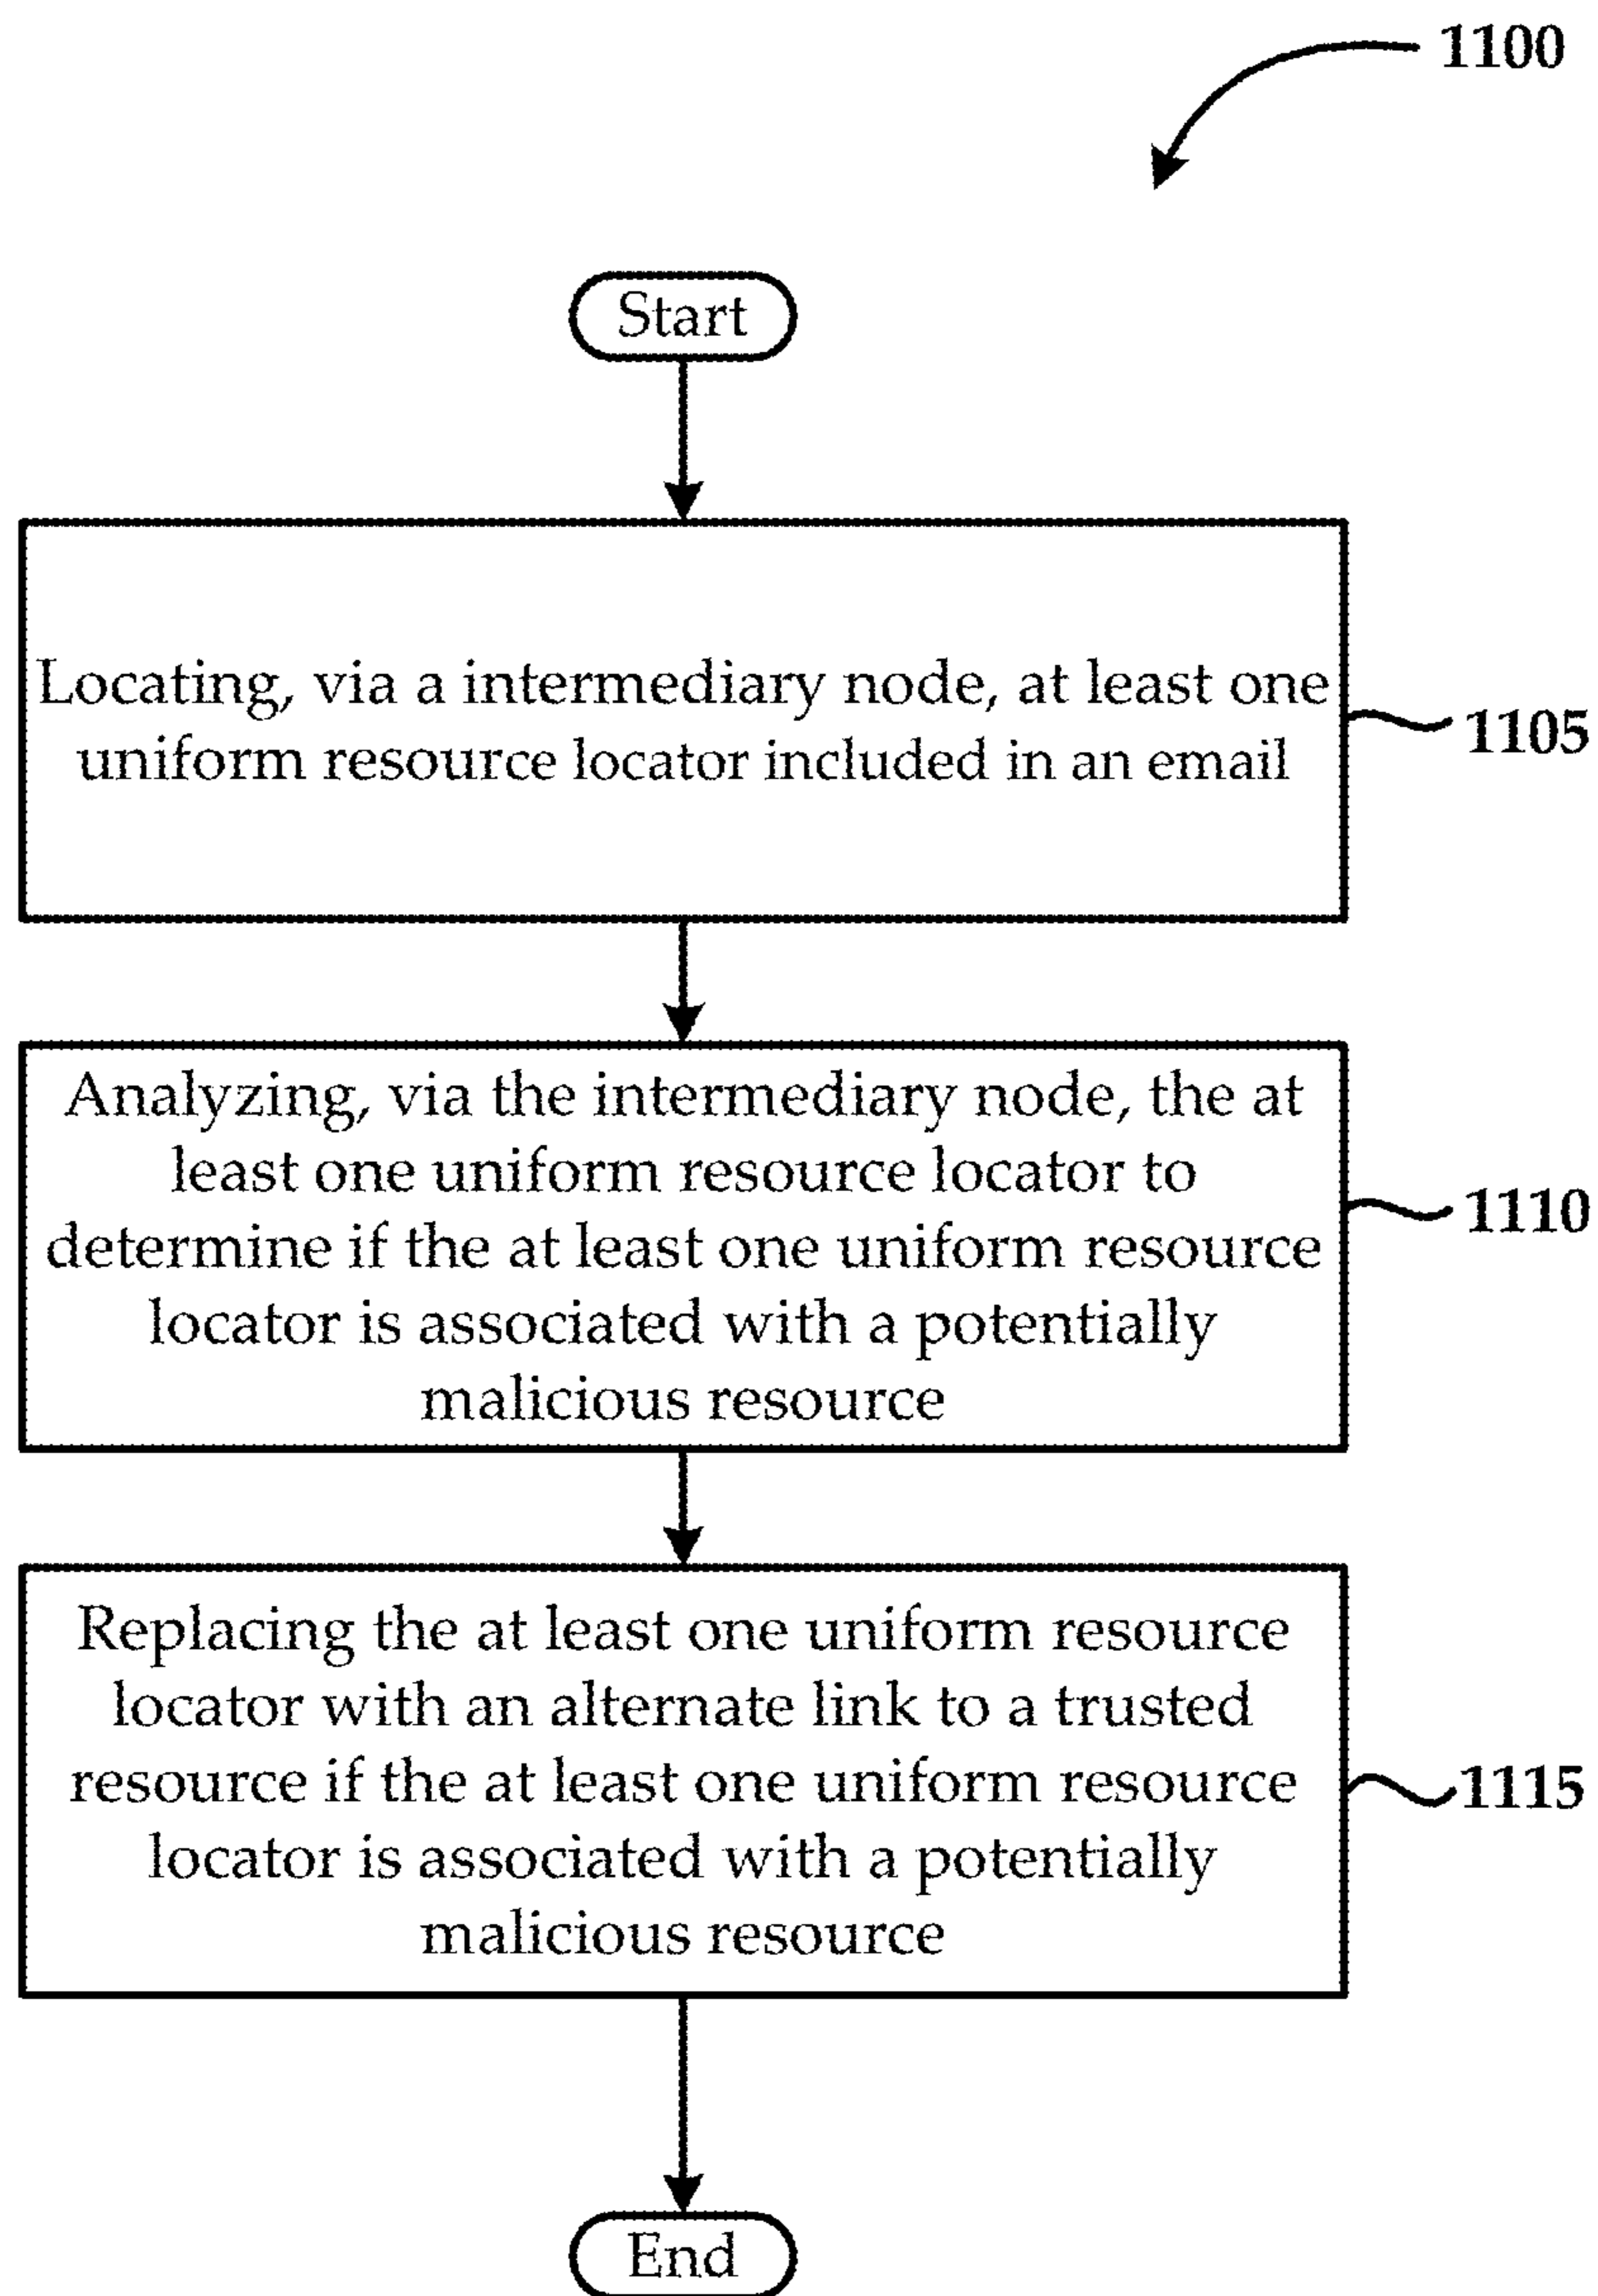 1100
Start
Locating, via a intermediary node, at least one
uniform resource locator included in an email
1105
Analyzing, via the intermediary node, the at
least one uniform resource locator to
determine if the at least one uniform resource
locator is associated with a potentially
malicious resource
1110
Replacing the at least one uniform resource
locator with an alternate link to a trusted
resource if the at least one uniform resource
locator is associated with a potentially
malicious resource
1115
End